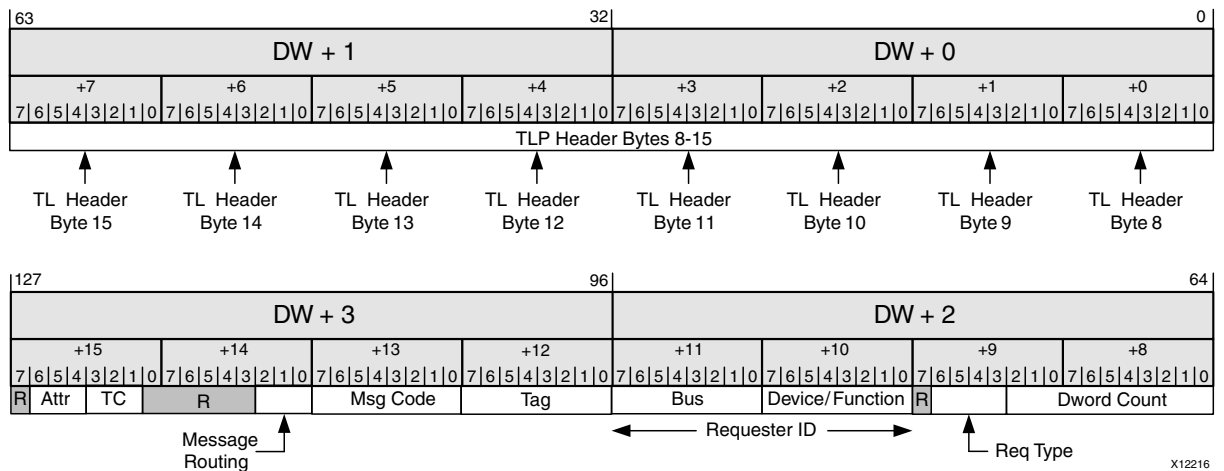 63 32 0
DW + 1 DW + 0
+7 +6 +5 +4 +3 +2 +1 +0
7 6 5 4 3 2 1 0 7 6 5 4 3 2 1 0 7 6 5 4 3 2 1 0 7 6 5 4 3 2 1 0 7 6 5 4 3 2 1 0 7 6 5 4 3 2 1 0 7 6 5 4 3 2 1 0 7 6 5 4 3 2 1 0
TLP Header Bytes 8-15
TL Header TL Header TL Header TL Header TL Header TL Header TL Header TL Header
Byte 15 Byte 14 Byte 13 Byte 12 Byte 11 Byte 10 Byte 9 Byte 8
127 96 64
DW + 3 DW + 2
+15 +14 +13 +12 +11 +10 +9 +8
7 6 5 4 3 2 1 0 7 6 5 4 3 2 1 0 7 6 5 4 3 2 1 0 7 6 5 4 3 2 1 0 7 6 5 4 3 2 1 0 7 6 5 4 3 2 1 0 7 6 5 4 3 2 1 0 7 6 5 4 3 2 1 0
R Attr TC R Msg Code Tag Bus Device/Function R Dword Count
Message Requester ID Req Type
Routing
X12216